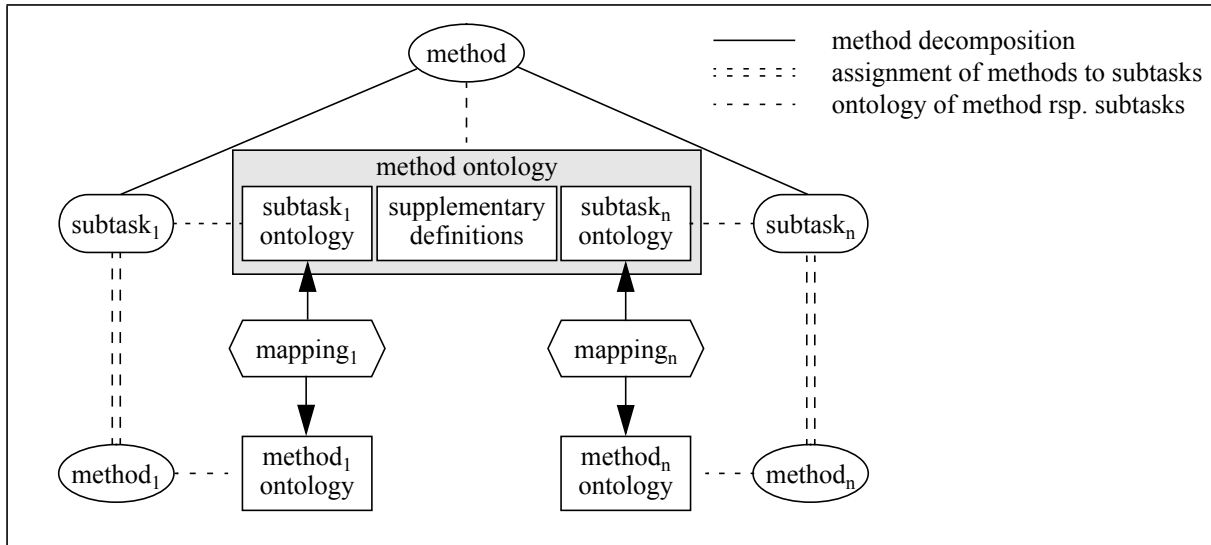 method
method decomposition
assignment of methods to subtasks
ontology of method rsp. subtasks
method ontology
subtask₁
subtask₁
ontology
supplementary
definitions
subtaskₙ
ontology
subtaskₙ
mapping₁
mappingₙ
method₁
method₁
ontology
methodₙ
ontology
methodₙ